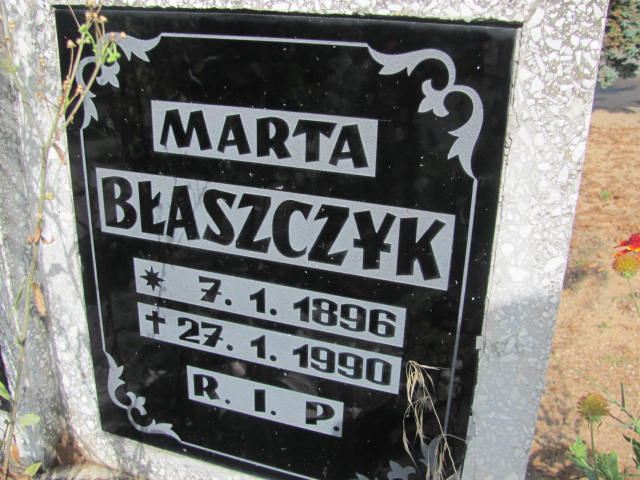 MARTA
BŁASZCZYK
* 7. 1. 1896
† 27. 1. 1990
R. I. P.